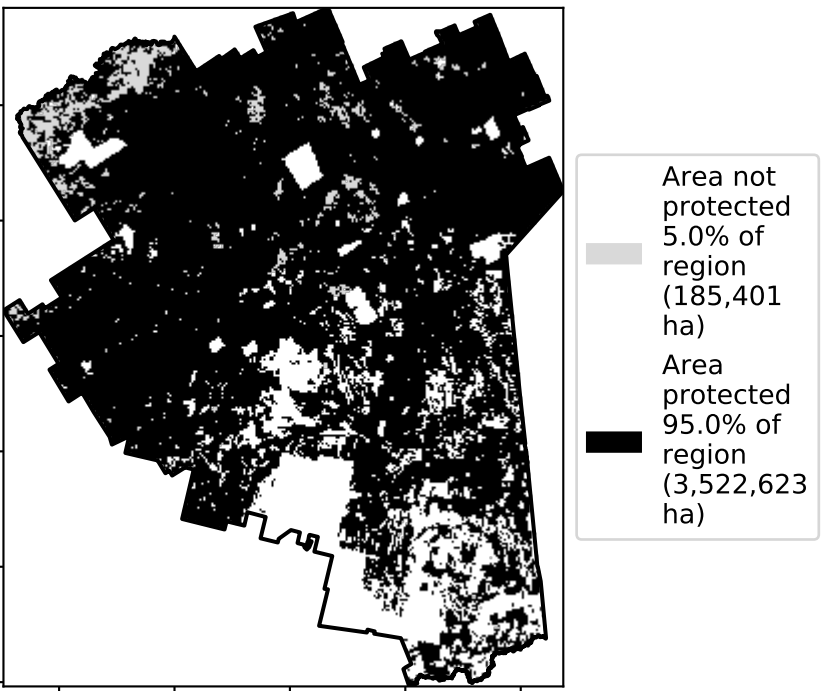 Area not
protected
5.0% of
region
(185,401
ha)
Area
protected
95.0% of
region
(3,522,623
ha)